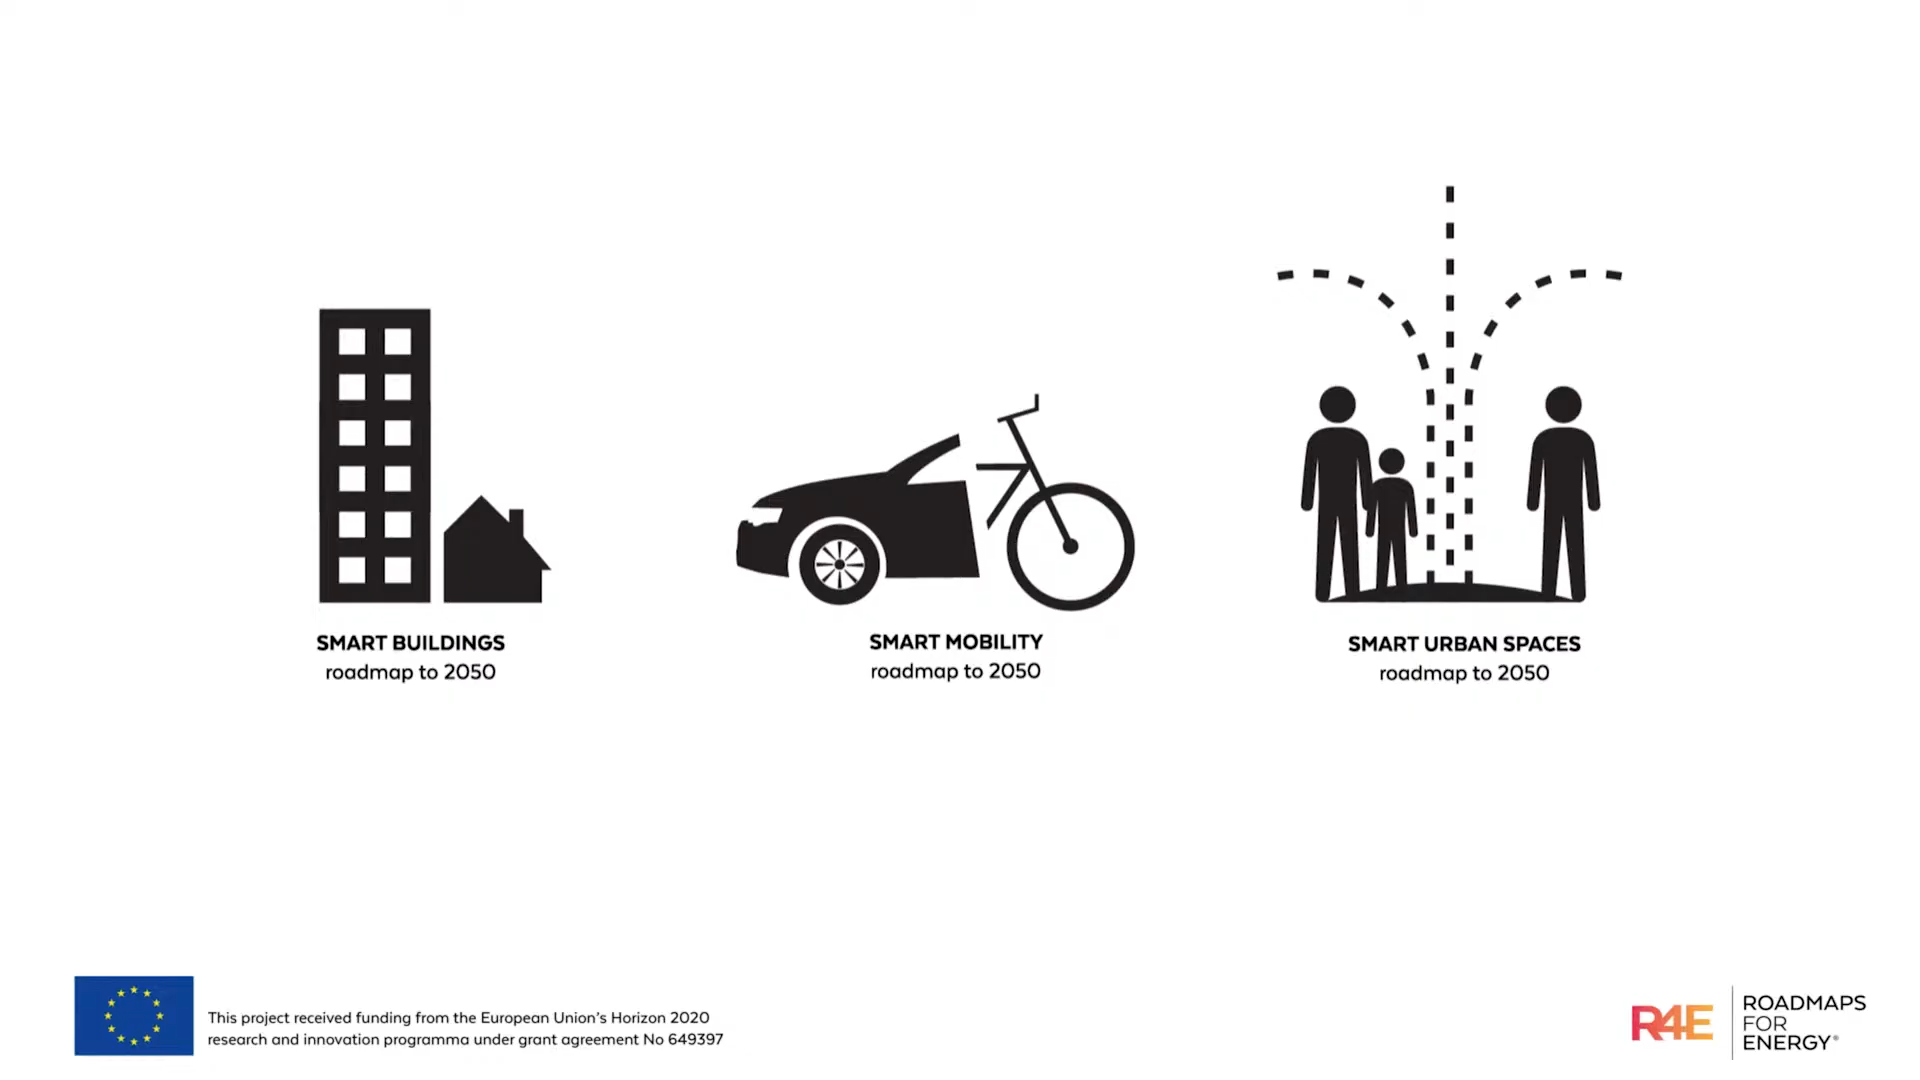 SMART BUILDINGS
roadmap to 2050
SMART MOBILITY
roadmap to 2050
SMART URBAN SPACES
roadmap to 2050
This project received funding from the European Union's Horizon 2020
research and innovation programma under grant agreement No 649397
R4E
ROADMAPS
FOR
ENERGY®